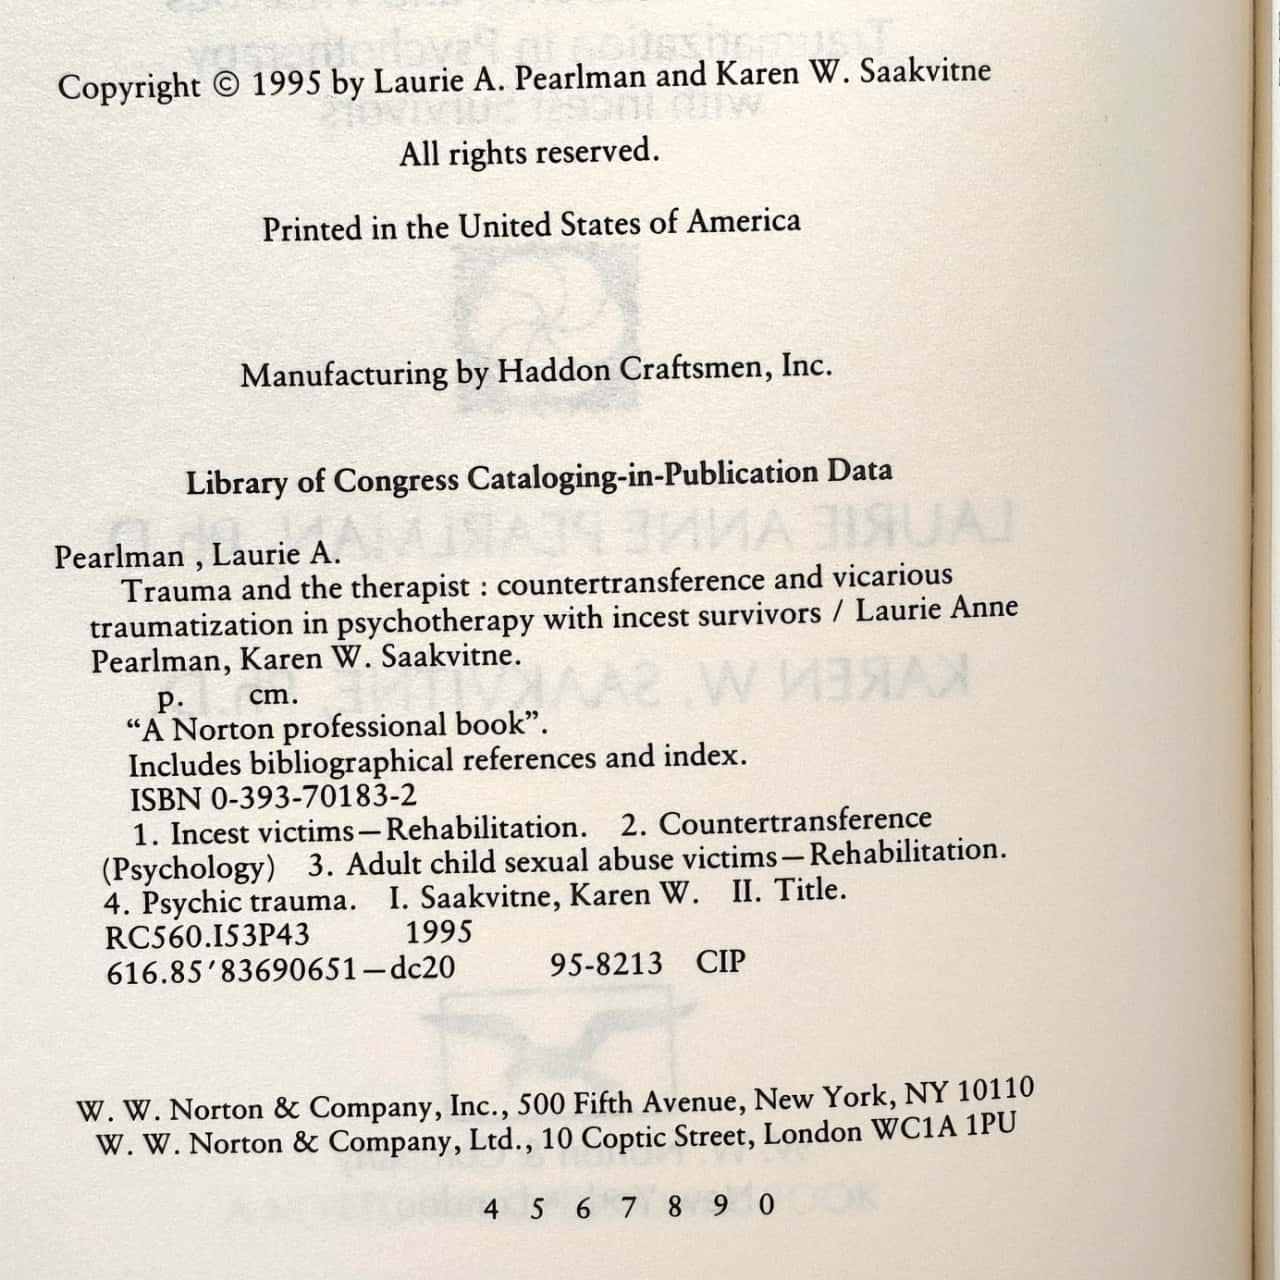 Copyright © 1995 by Laurie A. Pearlman and Karen W. Saakvitne
All rights reserved.
Printed in the United States of America
Manufacturing by Haddon Craftsmen, Inc.
Library of Congress Cataloging-in-Publication Data
Pearlman , Laurie A.
Trauma and the therapist : countertransference and vicarious
traumatization in psychotherapy with incest survivors / Laurie Anne
Pearlman, Karen W. Saakvitne.
p. cm.
“A Norton professional book”.
Includes bibliographical references and index.
ISBN 0-393-70183-2
1. Incest victims—Rehabilitation. 2. Countertransference
(Psychology) 3. Adult child sexual abuse victims—Rehabilitation.
4. Psychic trauma. I. Saakvitne, Karen W. II. Title.
RC560.I53P43 1995
616.85′83690651—dc20 95-8213 CIP
W. W. Norton & Company, Inc., 500 Fifth Avenue, New York, NY 10110
W. W. Norton & Company, Ltd., 10 Coptic Street, London WC1A 1PU
4 5 6 7 8 9 0